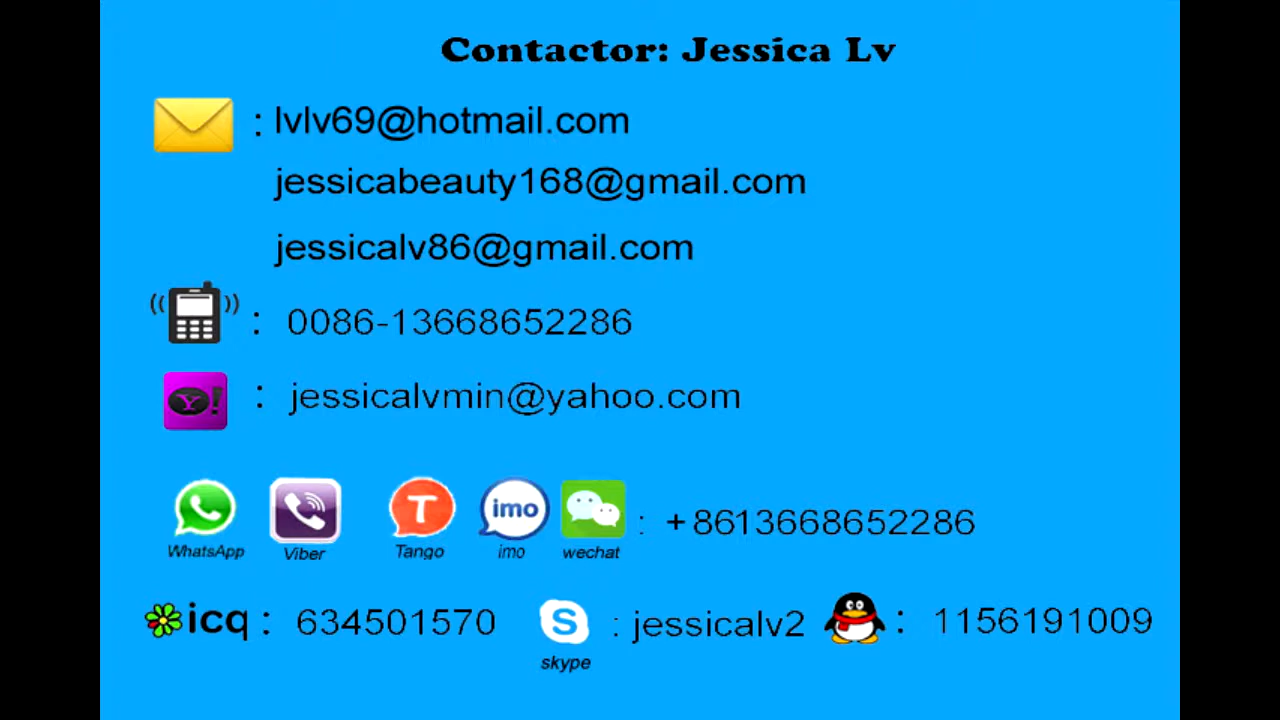 Contactor: Jessica Lv
: lvlv69@hotmail.com
jessicabeauty168@gmail.com
jessicalv86@gmail.com
: 0086-13668652286
Y! : jessicalvmin@yahoo.com
T imo : +8613668652286
WhatsApp Viber Tango imo wechat
icq : 634501570 S : jessicalv2 : 1156191009
skype